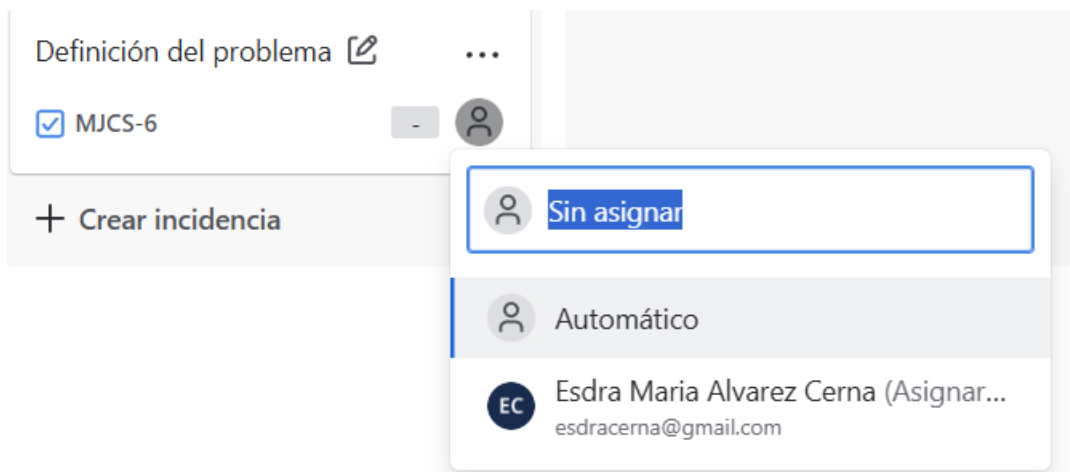 Definición del problema
...
MJCS-6
-
+ Crear incidencia
Sin asignar
Automático
EC
Esdra Maria Alvarez Cerna (Asignar...
esdracerna@gmail.com